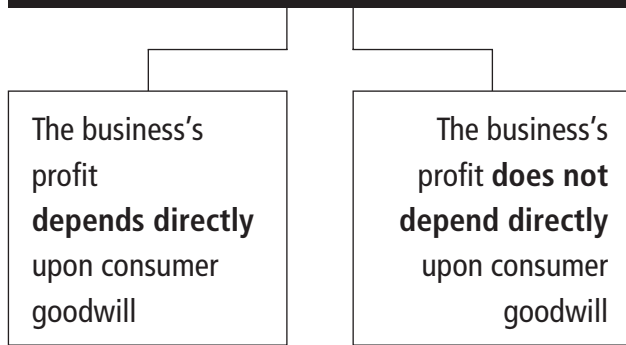 The business’s
profit
depends directly
upon consumer
goodwill
The business’s
profit does not
depend directly
upon consumer
goodwill